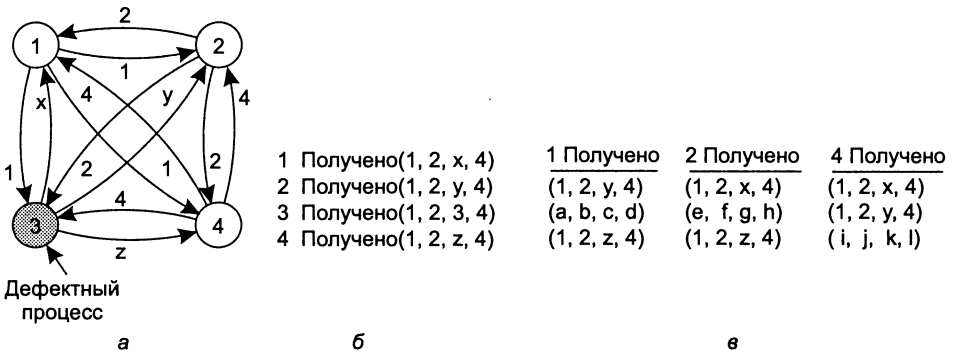 2
1
2
1
x
4
y
4
1
2
1
2
3
4
4
z
Дефектный
процесс
а
1 Получено(1, 2, x, 4)
2 Получено(1, 2, y, 4)
3 Получено(1, 2, 3, 4)
4 Получено(1, 2, z, 4)
б
1 Получено 2 Получено 4 Получено
(1, 2, y, 4) (1, 2, x, 4) (1, 2, x, 4)
(a, b, c, d) (e, f, g, h) (1, 2, y, 4)
(1, 2, z, 4) (1, 2, z, 4) (i, j, k, l)
в